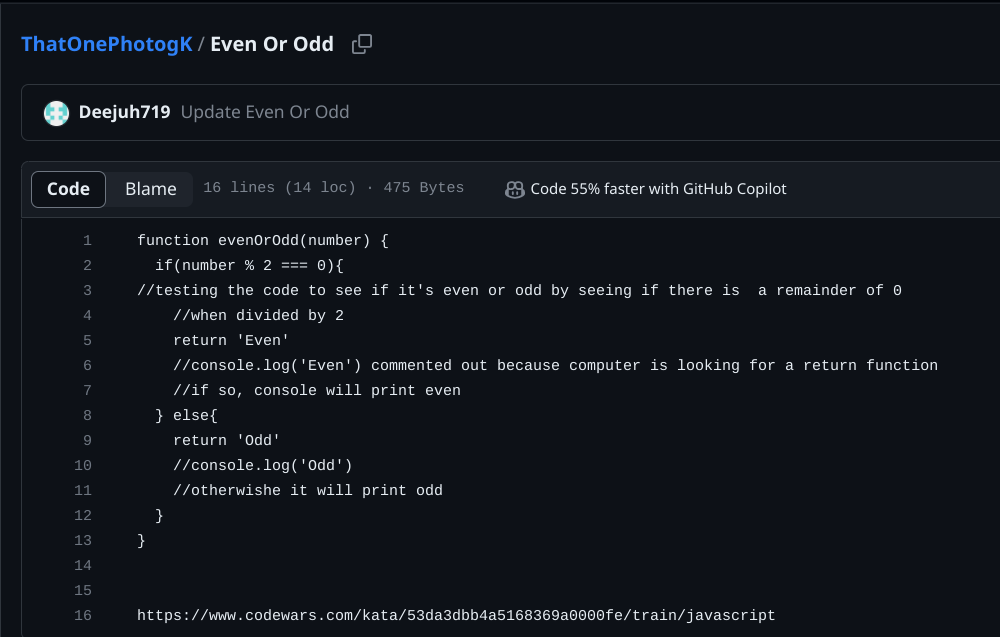 ThatOnePhotogK / Even Or Odd
Deejuh719 Update Even Or Odd
Code Blame 16 lines (14 loc) · 475 Bytes Code 55% faster with GitHub Copilot
1 function evenOrOdd(number) {
2   if(number % 2 === 0){
3 //testing the code to see if it's even or odd by seeing if there is  a remainder of 0
4     //when divided by 2
5     return 'Even'
6     //console.log('Even') commented out because computer is looking for a return function
7     //if so, console will print even
8   } else{
9     return 'Odd'
10     //console.log('Odd')
11     //otherwishe it will print odd
12   }
13 }
14
15
16 https://www.codewars.com/kata/53da3dbb4a5168369a0000fe/train/javascript